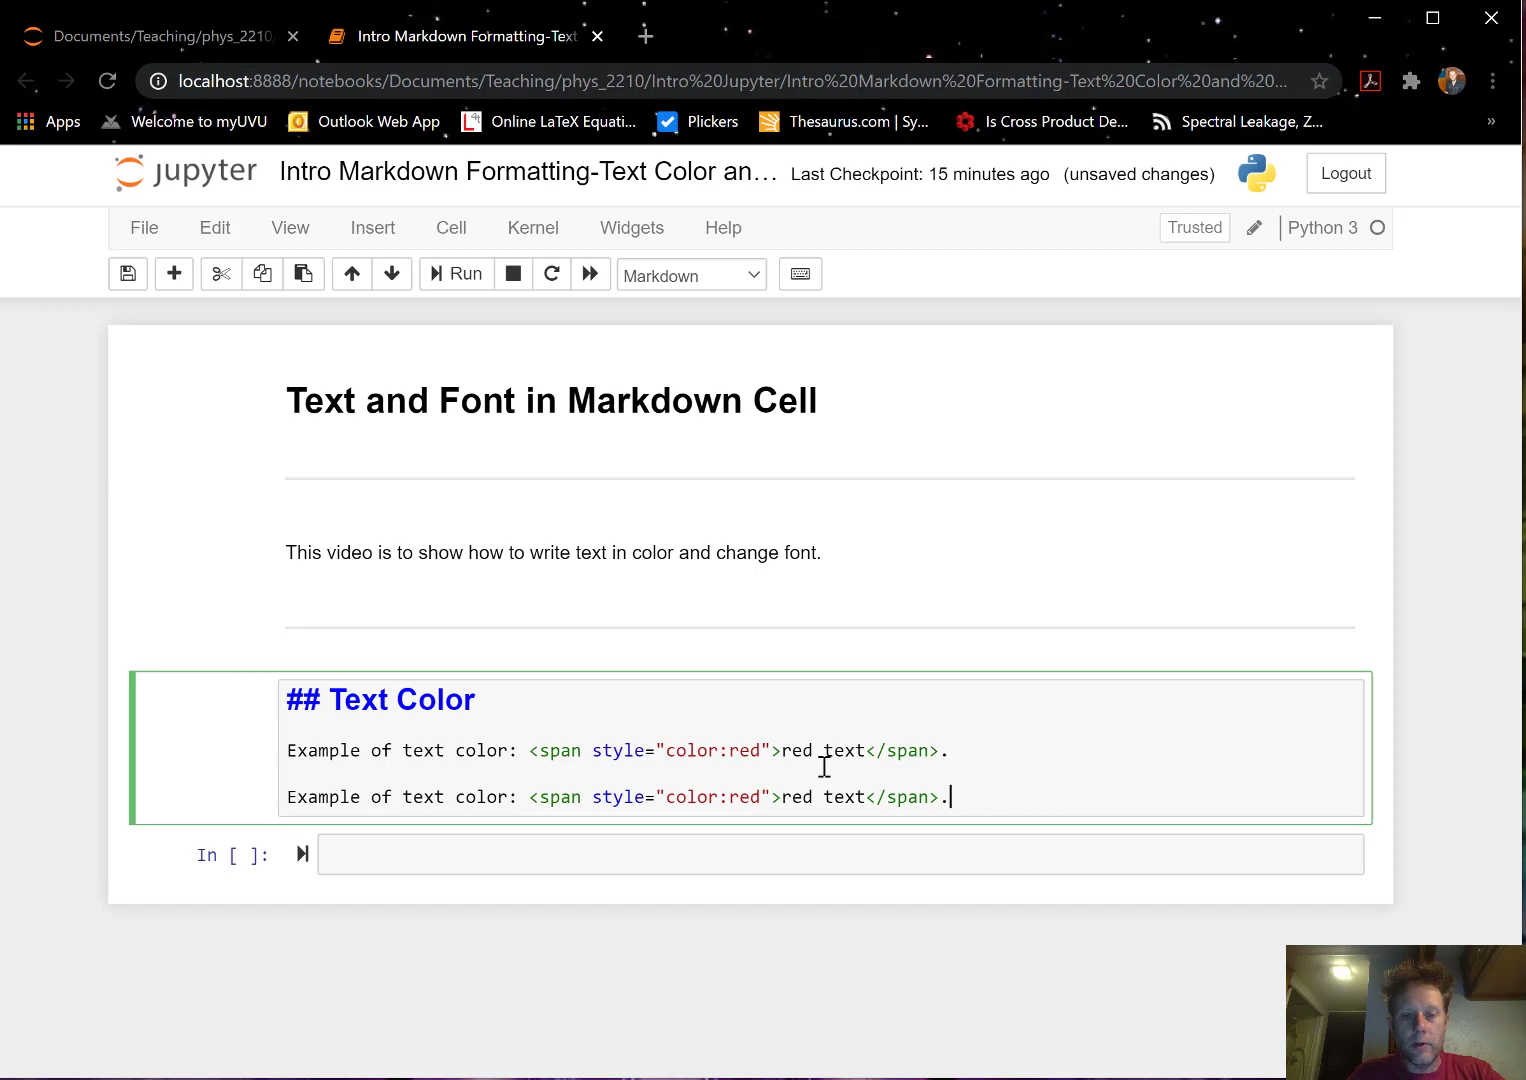 Documents/Teaching/phys_2210
Intro Markdown Formatting-Text
localhost:8888/notebooks/Documents/Teaching/phys_2210/Intro%20Jupyter/Intro%20Markdown%20Formatting-Text%20Color%20and%20...
Apps Welcome to myUVU Outlook Web App Online LaTeX Equati... Plickers Thesaurus.com | Sy... Is Cross Product De... Spectral Leakage, Z... »
jupyter Intro Markdown Formatting-Text Color an... Last Checkpoint: 15 minutes ago (unsaved changes) Logout
File Edit View Insert Cell Kernel Widgets Help Trusted Python 3
Run Markdown
Text and Font in Markdown Cell
This video is to show how to write text in color and change font.
## Text Color
Example of text color: <span style="color:red">red text</span>.
Example of text color: <span style="color:red">red text</span>.
In [ ]: